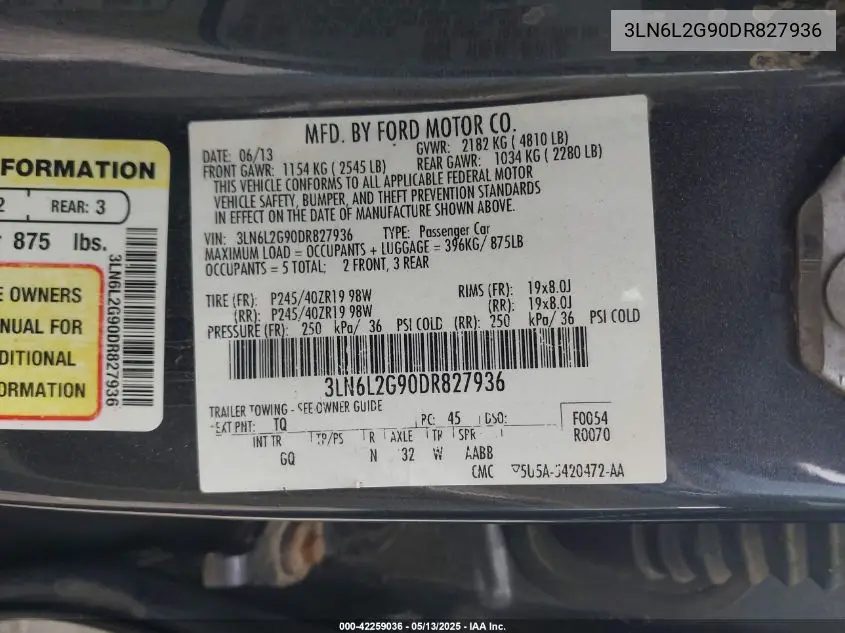 3LN6L2G90DR827936
MFD. BY FORD MOTOR CO.
DATE: 06/13
GVWR: 2182 KG ( 4810 LB)
FRONT GAWR: 1154 KG ( 2545 LB)
REAR GAWR: 1034 KG ( 2280 LB)
THIS VEHICLE CONFORMS TO ALL APPLICABLE FEDERAL MOTOR
VEHICLE SAFETY, BUMPER, AND THEFT PREVENTION STANDARDS
IN EFFECT ON THE DATE OF MANUFACTURE SHOWN ABOVE.
VIN: 3LN6L2G90DR827936 TYPE: Passenger Car
MAXIMUM LOAD = OCCUPANTS + LUGGAGE = 396KG/ 875LB
OCCUPANTS = 5 TOTAL; 2 FRONT, 3 REAR
TIRE (FR): P245/40ZR19 98W RIMS (FR): 19x8.0J
(RR): P245/40ZR19 98W (RR): 19x8.0J
PRESSURE (FR): 250 kPa/ 36 PSI COLD (RR): 250 kPa/ 36 PSI COLD
3LN6L2G90DR827936
TRAILER TOWING - SEE OWNER GUIDE
EXT PNT: TQ PC: 45 DSO: F0054
INT TR TP/PS R AXLE TR SPR R0070
GQ N 32 W AABB
CMC 5U5A-5420472-AA
FORMATION
2 REAR: 3
875 lbs.
OWNERS
FOR
3LN6L2G90DR827936
000-42259036 - 05/13/2025 - IAA Inc.